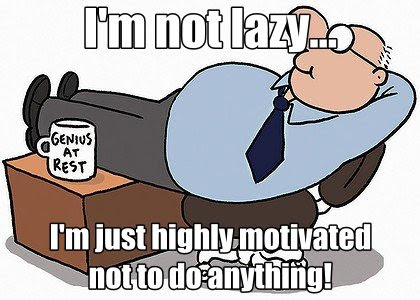 I'm not lazy...
GENIUS
AT
REST
I'm just highly motivated
not to do anything!